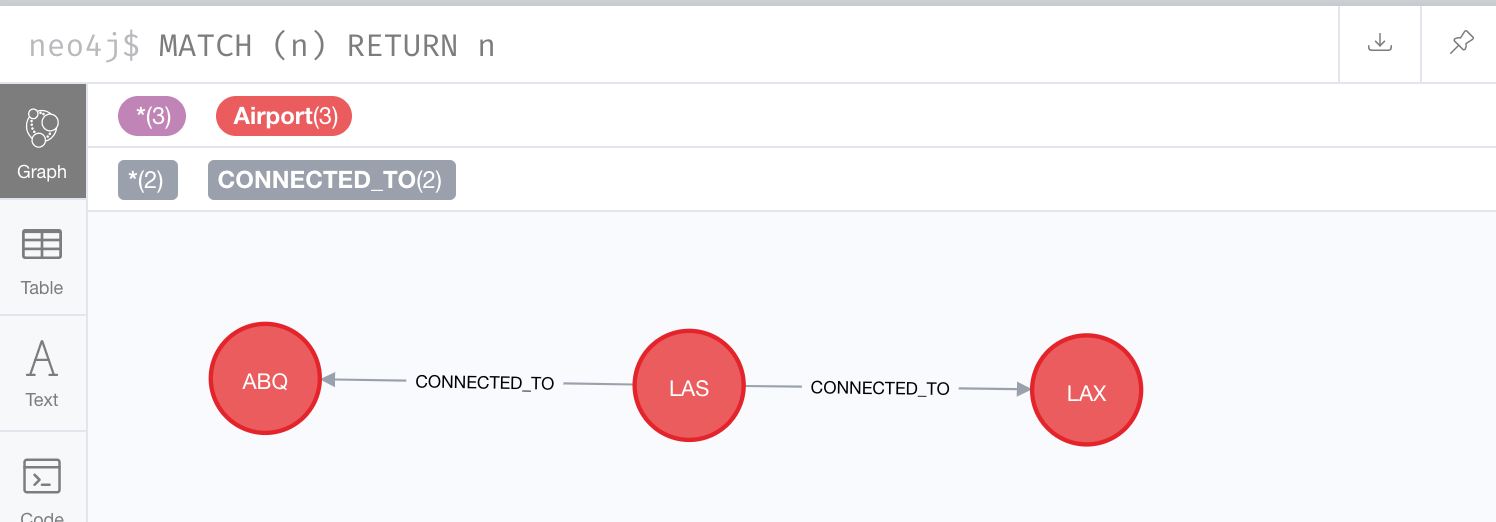 neo4j$ MATCH (n) RETURN n
*(3) Airport(3)
Graph
*(2) CONNECTED_TO(2)
Table
ABQ CONNECTED_TO LAS CONNECTED_TO LAX
Text
Code